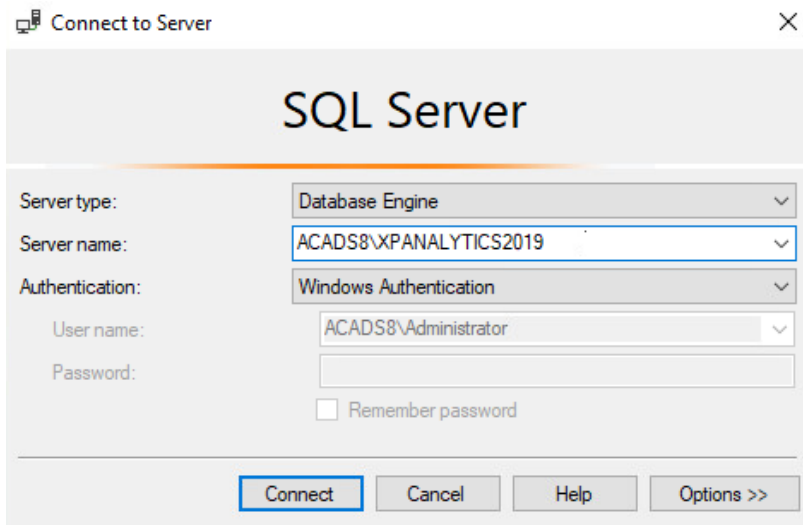 Connect to Server
SQL Server
Server type: Database Engine
Server name: ACADS8\XPANALYTICS2019
Authentication: Windows Authentication
User name: ACADS8\Administrator
Password:
Remember password
Connect Cancel Help Options >>